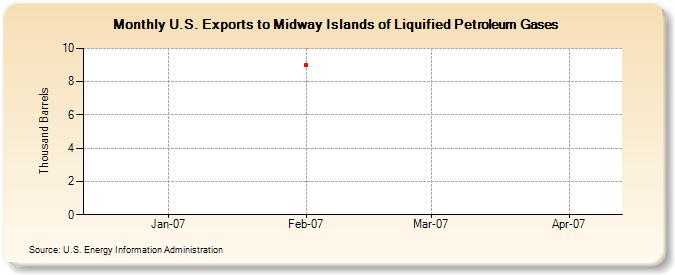 Monthly U.S. Exports to Midway Islands of Liquified Petroleum Gases
Thousand Barrels
10
8
6
4
2
0
Jan-07 Feb-07 Mar-07 Apr-07
Source: U.S. Energy Information Administration